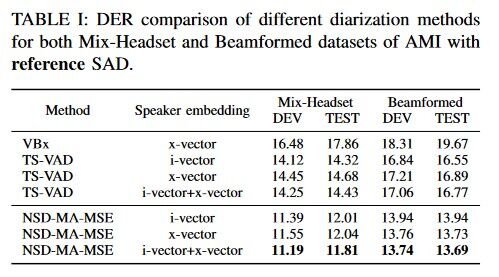 TABLE I: DER comparison of different diarization methods
for both Mix-Headset and Beamformed datasets of AMI with
reference SAD.
Method Speaker embedding Mix-Headset Beamformed
DEV TEST DEV TEST
VBx x-vector 16.48 17.86 18.31 19.67
TS-VAD i-vector 14.12 14.32 16.84 16.55
TS-VAD x-vector 14.45 14.68 17.21 16.89
TS-VAD i-vector+x-vector 14.25 14.43 17.06 16.77
NSD-MA-MSE i-vector 11.39 12.01 13.94 13.94
NSD-MA-MSE x-vector 11.55 12.04 13.76 13.73
NSD-MA-MSE i-vector+x-vector 11.19 11.81 13.74 13.69